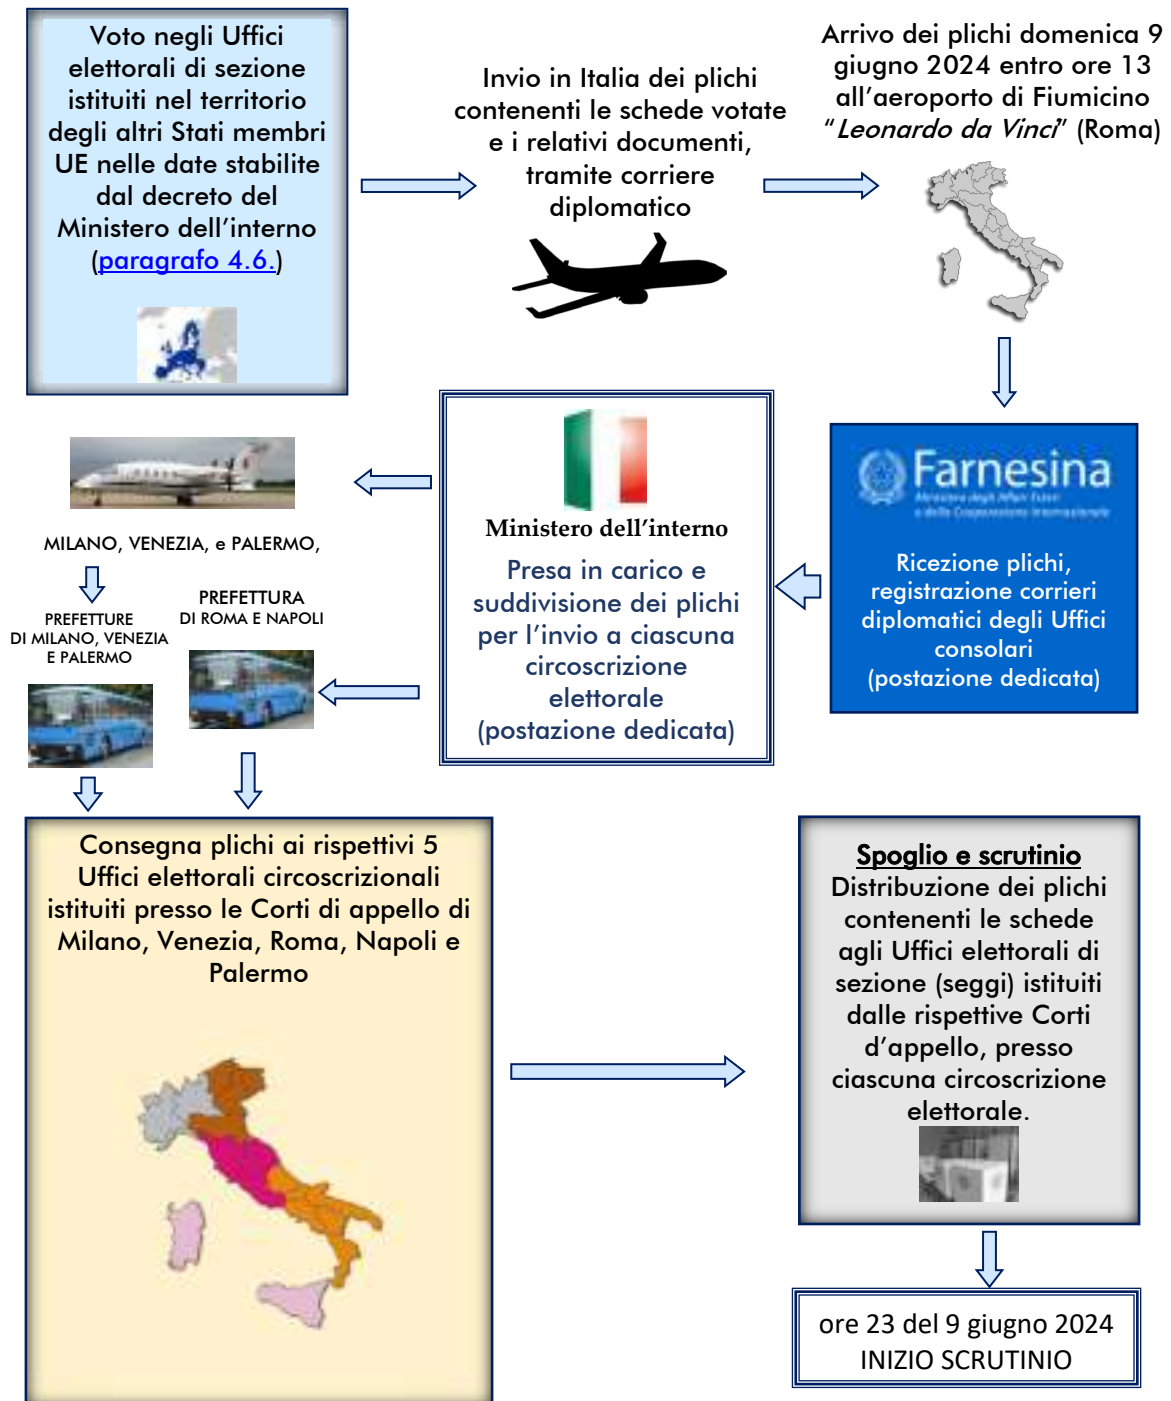 Voto negli Uffici
elettorali di sezione
istituiti nel territorio
degli altri Stati membri
UE nelle date stabilite
dal decreto del
Ministero dell'interno
(paragrafo 4.6.)
Invio in Italia dei plichi
contenenti le schede votate
e i relativi documenti,
tramite corriere
diplomatico
Arrivo dei plichi domenica 9
giugno 2024 entro ore 13
all'aeroporto di Fiumicino
"Leonardo da Vinci" (Roma)
Farnesina
Ministero degli Affari Esteri
e della Cooperazione Internazionale
Ricezione plichi,
registrazione corrieri
diplomatici degli Uffici
consolari
(postazione dedicata)
Ministero dell'interno
Presa in carico e
suddivisione dei plichi
per l'invio a ciascuna
circoscrizione
elettorale
(postazione dedicata)
MILANO, VENEZIA, e PALERMO,
PREFETTURE
DI MILANO, VENEZIA
E PALERMO
PREFETTURA
DI ROMA E NAPOLI
Consegna plichi ai rispettivi 5
Uffici elettorali circoscrizionali
istituiti presso le Corti di appello di
Milano, Venezia, Roma, Napoli e
Palermo
Spoglio e scrutinio
Distribuzione dei plichi
contenenti le schede
agli Uffici elettorali di
sezione (seggi) istituiti
dalle rispettive Corti
d'appello, presso
ciascuna circoscrizione
elettorale.
ore 23 del 9 giugno 2024
INIZIO SCRUTINIO